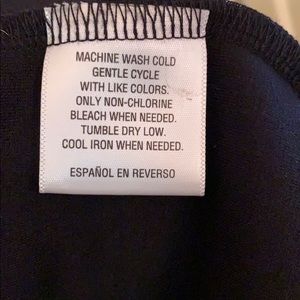 MACHINE WASH COLD
GENTLE CYCLE
WITH LIKE COLORS.
ONLY NON-CHLORINE
BLEACH WHEN NEEDED.
TUMBLE DRY LOW.
COOL IRON WHEN NEEDED.
ESPAÑOL EN REVERSO